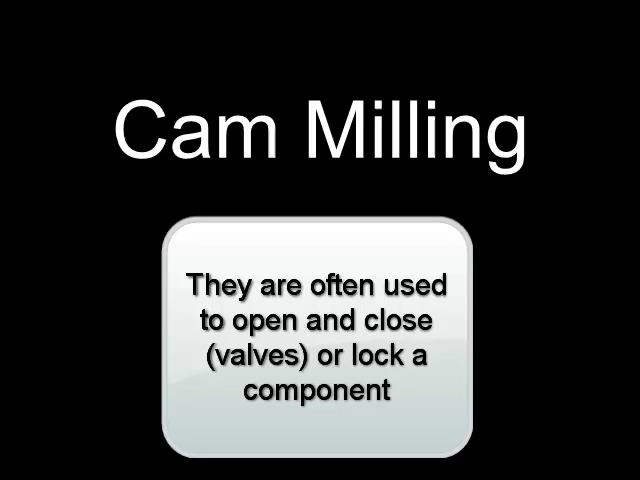 Cam Milling
They are often used
to open and close
(valves) or lock a
component